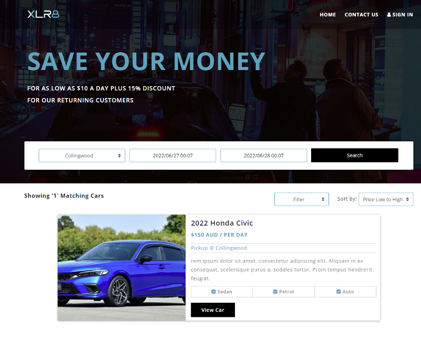 XLR8
HOME CONTACT US SIGN IN
SAVE YOUR MONEY
FOR AS LOW AS $10 A DAY PLUS 15% DISCOUNT
FOR OUR RETURNING CUSTOMERS
Collingwood 2022/06/27 00:07 2022/06/28 00:07 Search
Showing '1' Matching Cars
Filter Sort by: Price Low to High
2022 Honda Civic
$150 AUD / PER DAY
Pickup @ Collingwood
rem ipsum dolor sit amet, consectetur adipiscing elit. Aliquam in ex
consequat, scelerisque purus a, sodales tortor. Proin tempus hendrerit
feugiat.
Sedan Petrol Auto
View Car